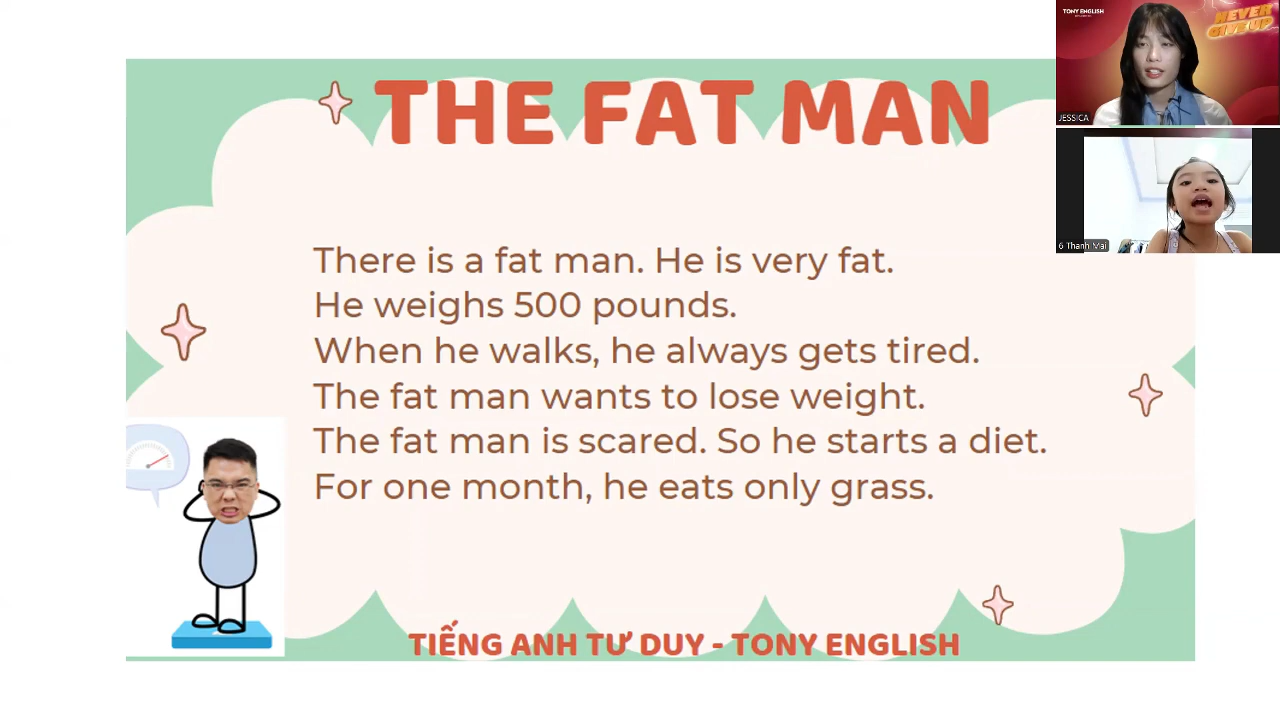 THE FAT MAN
There is a fat man. He is very fat.
He weighs 500 pounds.
When he walks, he always gets tired.
The fat man wants to lose weight.
The fat man is scared. So he starts a diet.
For one month, he eats only grass.
TIẾNG ANH TƯ DUY - TONY ENGLISH
TONY ENGLISH
NEVER
GIVE UP
JESSICA
6 Thanh Mai